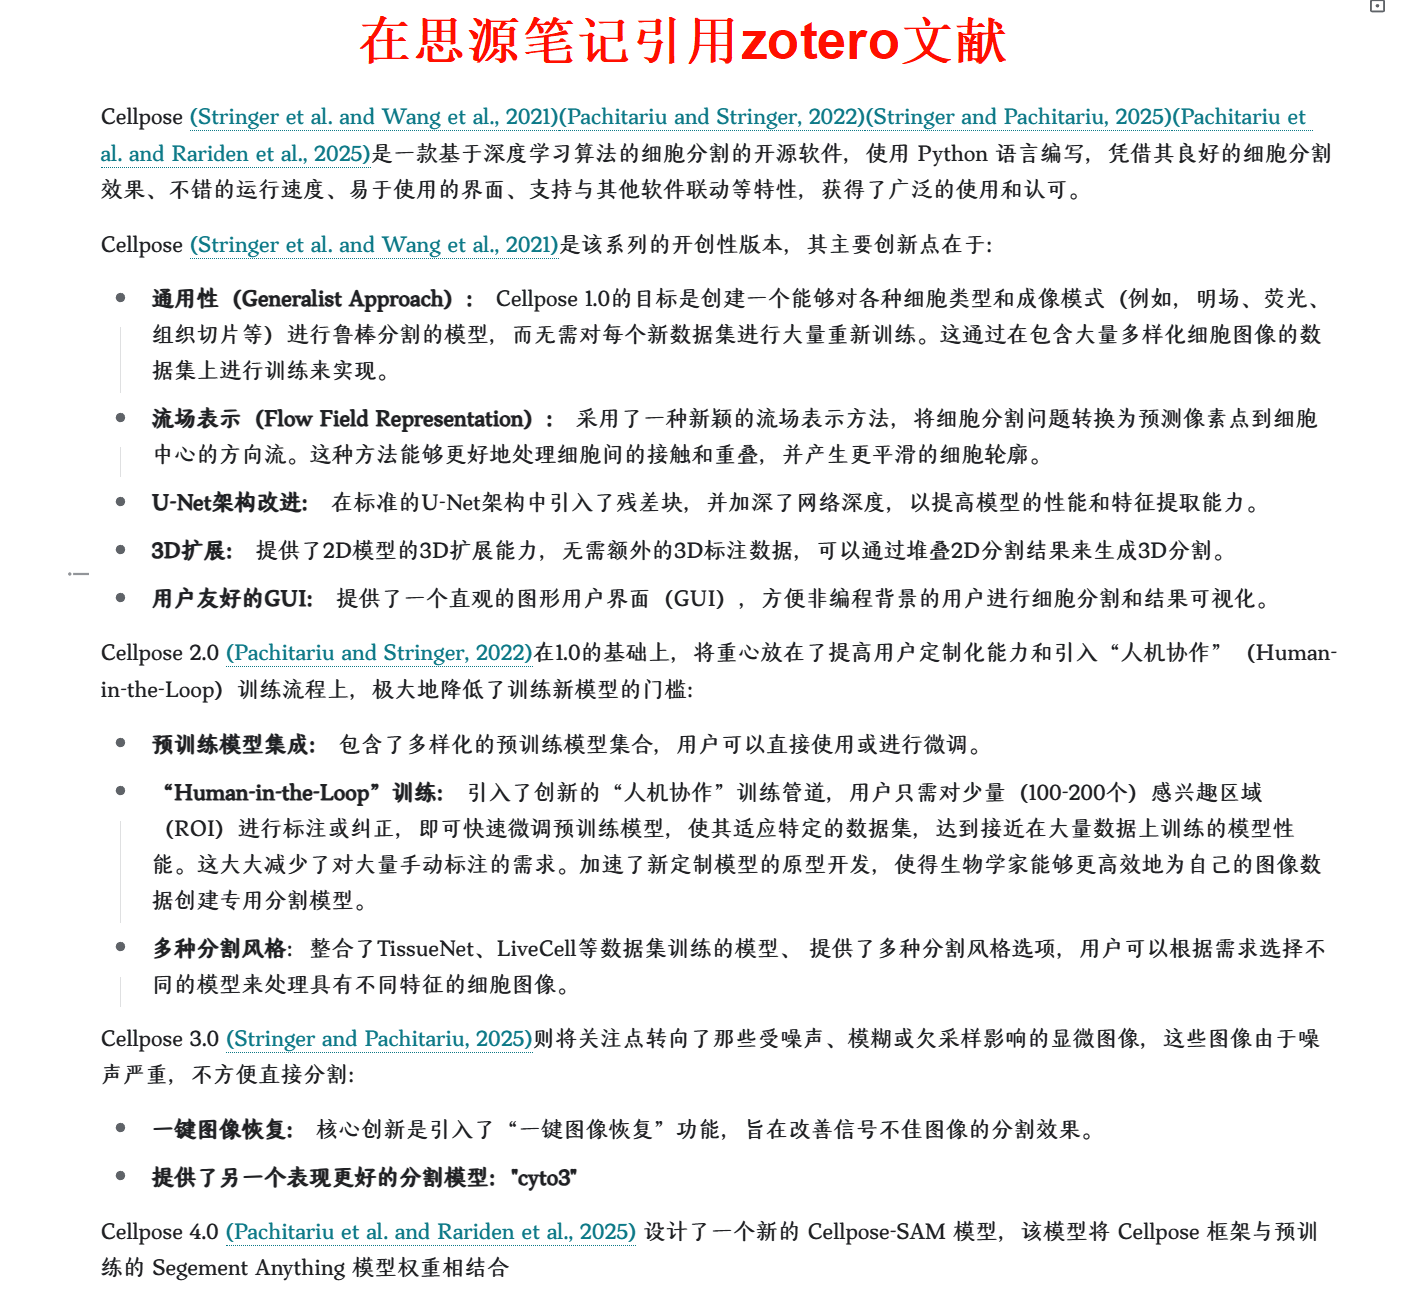 在思源笔记引用zotero文献
Cellpose (Stringer et al. and Wang et al., 2021)(Pachitariu and Stringer, 2022)(Stringer and Pachitariu, 2025)(Pachitariu et
al. and Rariden et al., 2025)是一款基于深度学习算法的细胞分割的开源软件，使用 Python 语言编写，凭借其良好的细胞分割
效果、不错的运行速度、易于使用的界面、支持与其他软件联动等特性，获得了广泛的使用和认可。
Cellpose (Stringer et al. and Wang et al., 2021)是该系列的开创性版本，其主要创新点在于:
通用性（Generalist Approach）： Cellpose 1.0的目标是创建一个能够对各种细胞类型和成像模式（例如，明场、荧光、
组织切片等）进行鲁棒分割的模型，而无需对每个新数据集进行大量重新训练。这通过在包含大量多样化细胞图像的数
据集上进行训练来实现。
流场表示（Flow Field Representation）： 采用了一种新颖的流场表示方法，将细胞分割问题转换为预测像素点到细胞
中心的方向流。这种方法能够更好地处理细胞间的接触和重叠，并产生更平滑的细胞轮廓。
U-Net架构改进: 在标准的U-Net架构中引入了残差块，并加深了网络深度，以提高模型的性能和特征提取能力。
3D扩展: 提供了2D模型的3D扩展能力，无需额外的3D标注数据，可以通过堆叠2D分割结果来生成3D分割。
用户友好的GUI: 提供了一个直观的图形用户界面（GUI），方便非编程背景的用户进行细胞分割和结果可视化。
Cellpose 2.0 (Pachitariu and Stringer, 2022)在1.0的基础上，将重心放在了提高用户定制化能力和引入“人机协作”（Human-
in-the-Loop）训练流程上，极大地降低了训练新模型的门槛:
预训练模型集成: 包含了多样化的预训练模型集合，用户可以直接使用或进行微调。
“Human-in-the-Loop”训练: 引入了创新的“人机协作”训练管道，用户只需对少量（100-200个）感兴趣区域
（ROI）进行标注或纠正，即可快速微调预训练模型，使其适应特定的数据集，达到接近在大量数据上训练的模型性
能。这大大减少了对大量手动标注的需求。加速了新定制模型的原型开发，使得生物学家能够更高效地为自己的图像数
据创建专用分割模型。
多种分割风格: 整合了TissueNet、LiveCell等数据集训练的模型、 提供了多种分割风格选项，用户可以根据需求选择不
同的模型来处理具有不同特征的细胞图像。
Cellpose 3.0 (Stringer and Pachitariu, 2025)则将关注点转向了那些受噪声、模糊或欠采样影响的显微图像，这些图像由于噪
声严重，不方便直接分割:
一键图像恢复: 核心创新是引入了“一键图像恢复”功能，旨在改善信号不佳图像的分割效果。
提供了另一个表现更好的分割模型: "cyto3"
Cellpose 4.0 (Pachitariu et al. and Rariden et al., 2025) 设计了一个新的 Cellpose-SAM 模型，该模型将 Cellpose 框架与预训
练的 Segement Anything 模型权重相结合